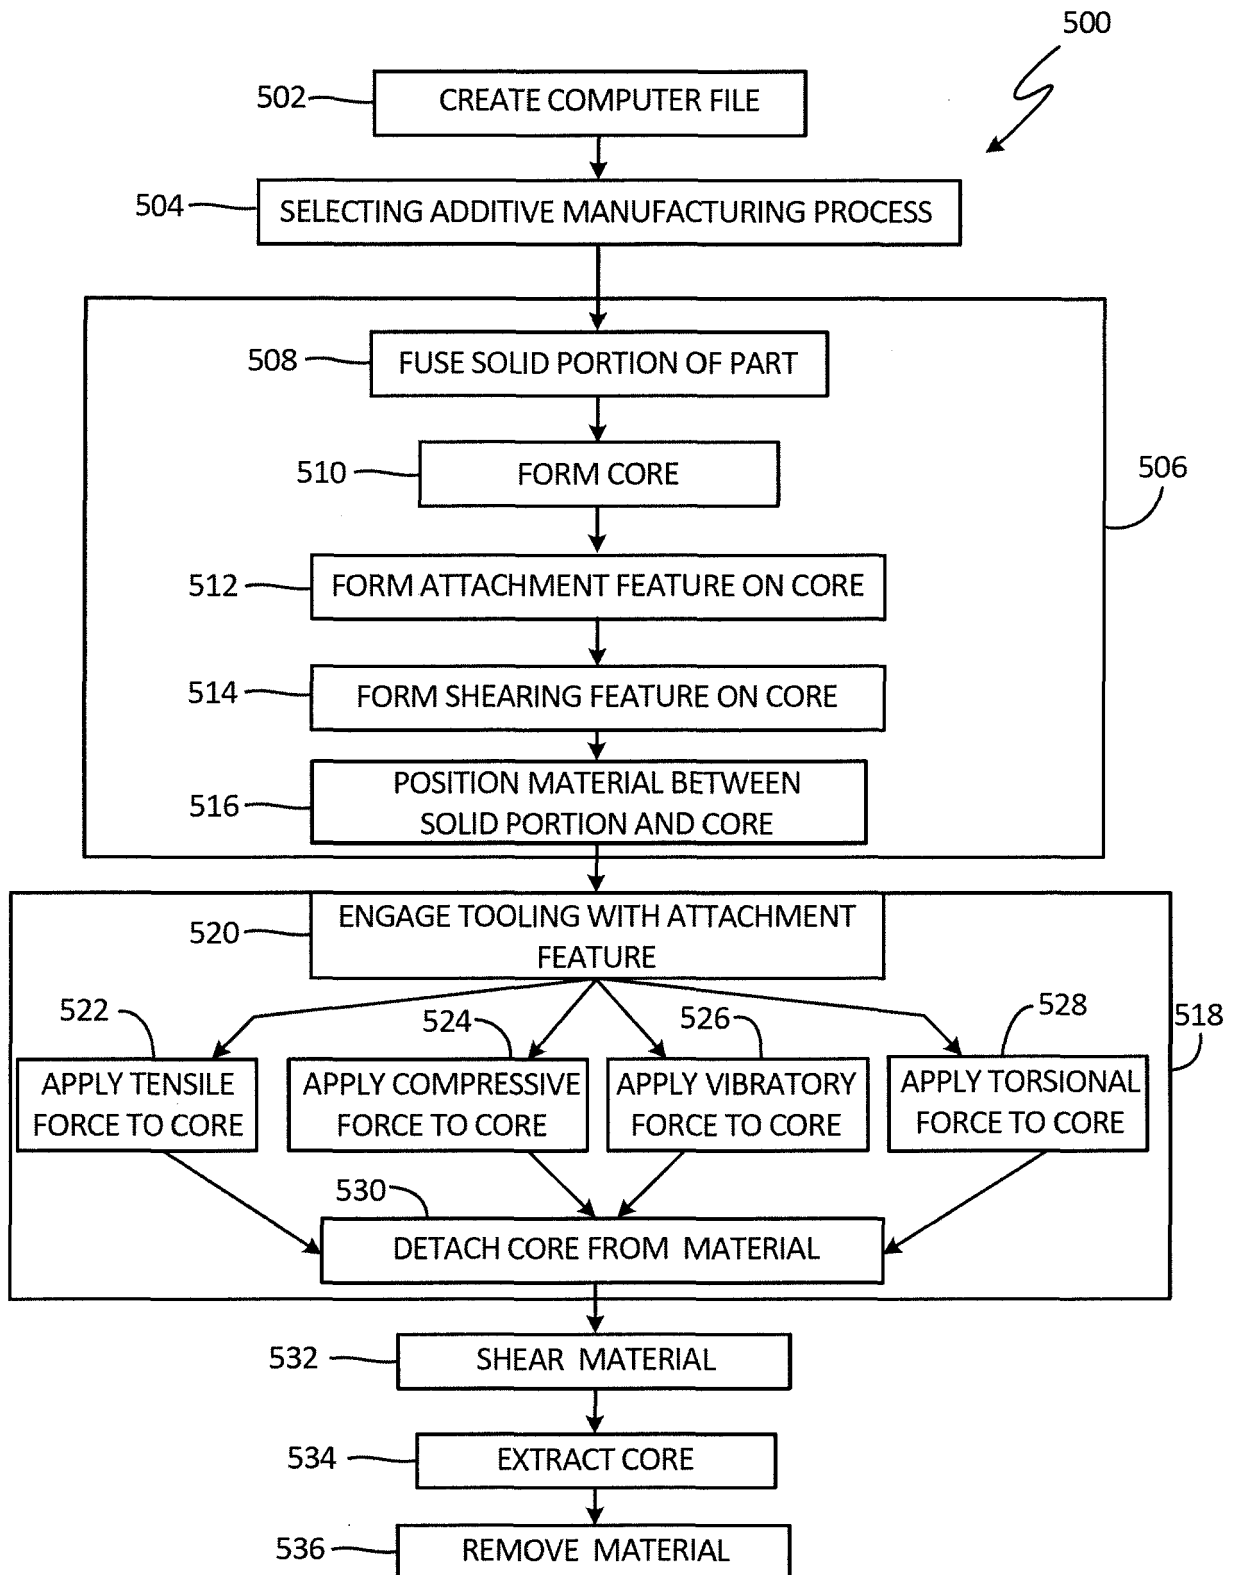 500
502
CREATE COMPUTER FILE
504
SELECTING ADDITIVE MANUFACTURING PROCESS
508
FUSE SOLID PORTION OF PART
510
FORM CORE
506
512
FORM ATTACHMENT FEATURE ON CORE
514
FORM SHEARING FEATURE ON CORE
516
POSITION MATERIAL BETWEEN
SOLID PORTION AND CORE
520
ENGAGE TOOLING WITH ATTACHMENT
FEATURE
522
524
526
528
518
APPLY TENSILE
FORCE TO CORE
APPLY COMPRESSIVE
FORCE TO CORE
APPLY VIBRATORY
FORCE TO CORE
APPLY TORSIONAL
FORCE TO CORE
530
DETACH CORE FROM MATERIAL
532
SHEAR MATERIAL
534
EXTRACT CORE
536
REMOVE MATERIAL